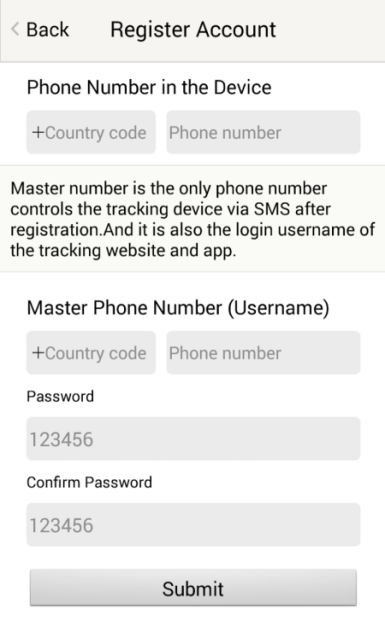 Back Register Account
Phone Number in the Device
+Country code Phone number
Master number is the only phone number
controls the tracking device via SMS after
registration.And it is also the login username of
the tracking website and app.
Master Phone Number (Username)
+Country code Phone number
Password
123456
Confirm Password
123456
Submit